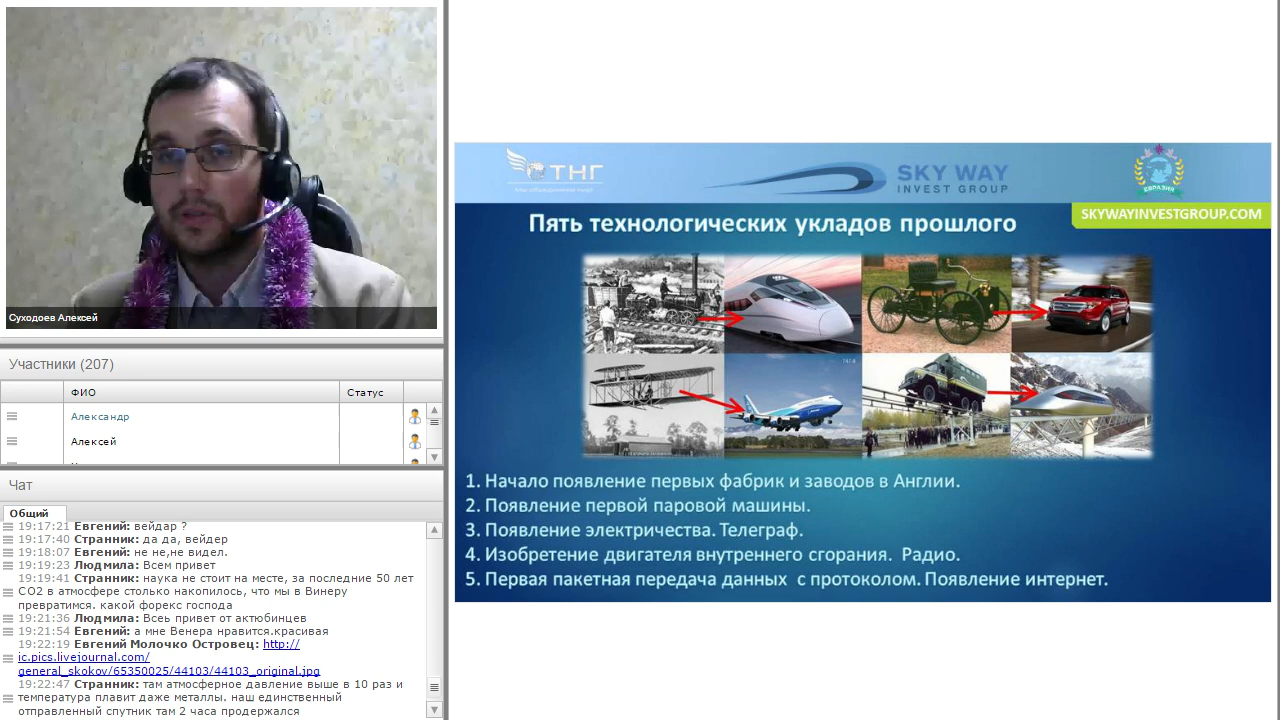 Суходоев Алексей
Участники (207)
ФИО
Статус
Александр
Алексей
Чат
Общий
19:17:21 Евгений: вейдар ?
19:17:40 Странник: да да, вейдер
19:18:07 Евгений: не не,не видел.
19:19:23 Людмила: Всем привет
19:19:41 Странник: наука не стоит на месте, за последние 50 лет
СО2 в атмосфере столько накопилось, что мы в Винеру
превратимся. какой форекс господа
19:21:36 Людмила: Всеь привет от актюбинцев
19:21:54 Евгений: а мне Венера нравится.красивая
19:22:19 Евгений Молочко Островец: http://
ic.pics.livejournal.com/
general_skokov/65350025/44103/44103_original.jpg
19:22:47 Странник: там атмосферное давление выше в 10 раз и
температура плавит даже металлы. наш единственный
отправленный спутник там 2 часа продержался
ТНГ
SKY WAY
INVEST GROUP
ЕВРАЗИЯ
SKYWAYINVESTGROUP.COM
Пять технологических укладов прошлого
1. Начало появление первых фабрик и заводов в Англии.
2. Появление первой паровой машины.
3. Появление электричества. Телеграф.
4. Изобретение двигателя внутреннего сгорания. Радио.
5. Первая пакетная передача данных с протоколом. Появление интернет.